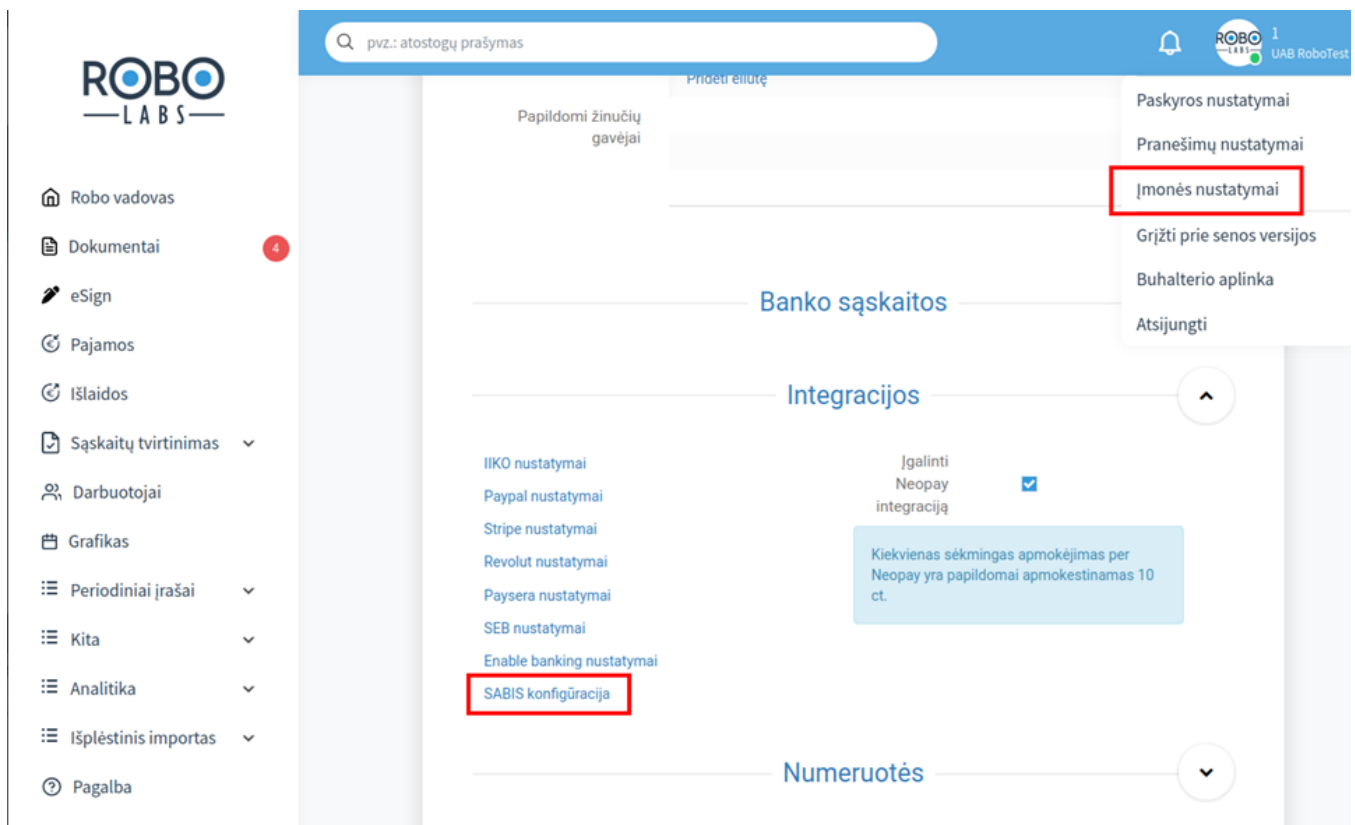 ROBO
LABS
Robo vadovas
Dokumentai
4
eSign
Pajamos
Išlaidos
Sąskaitų tvirtinimas
Darbuotojai
Grafikas
Periodiniai įrašai
Kita
Analitika
Išplėstinis importas
Pagalba
pvz.: atostogų prašymas
ROBO
LABS
1
UAB RoboTest
Paskyros nustatymai
Pranešimų nustatymai
Įmonės nustatymai
Grįžti prie senos versijos
Buhalterio aplinka
Atsijungti
Pridėti eilutę
Papildomi žinučių
gavėjai
Banko sąskaitos
Integracijos
IIKO nustatymai
Paypal nustatymai
Stripe nustatymai
Revolut nustatymai
Paysera nustatymai
SEB nustatymai
Enable banking nustatymai
SABIS konfigūracija
Įgalinti
Neopay
integraciją
Kiekvienas sėkmingas apmokėjimas per
Neopay yra papildomai apmokestinamas 10
ct.
Numeruotės